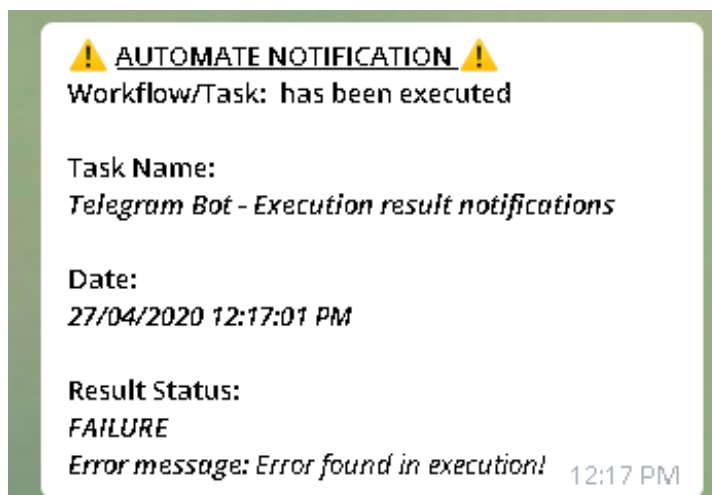 ⚠ AUTOMATE NOTIFICATION ⚠
Workflow/Task:  has been executed
Task Name:
Telegram Bot - Execution result notifications
Date:
27/04/2020 12:17:01 PM
Result Status:
FAILURE
Error message: Error found in execution!
12:17 PM